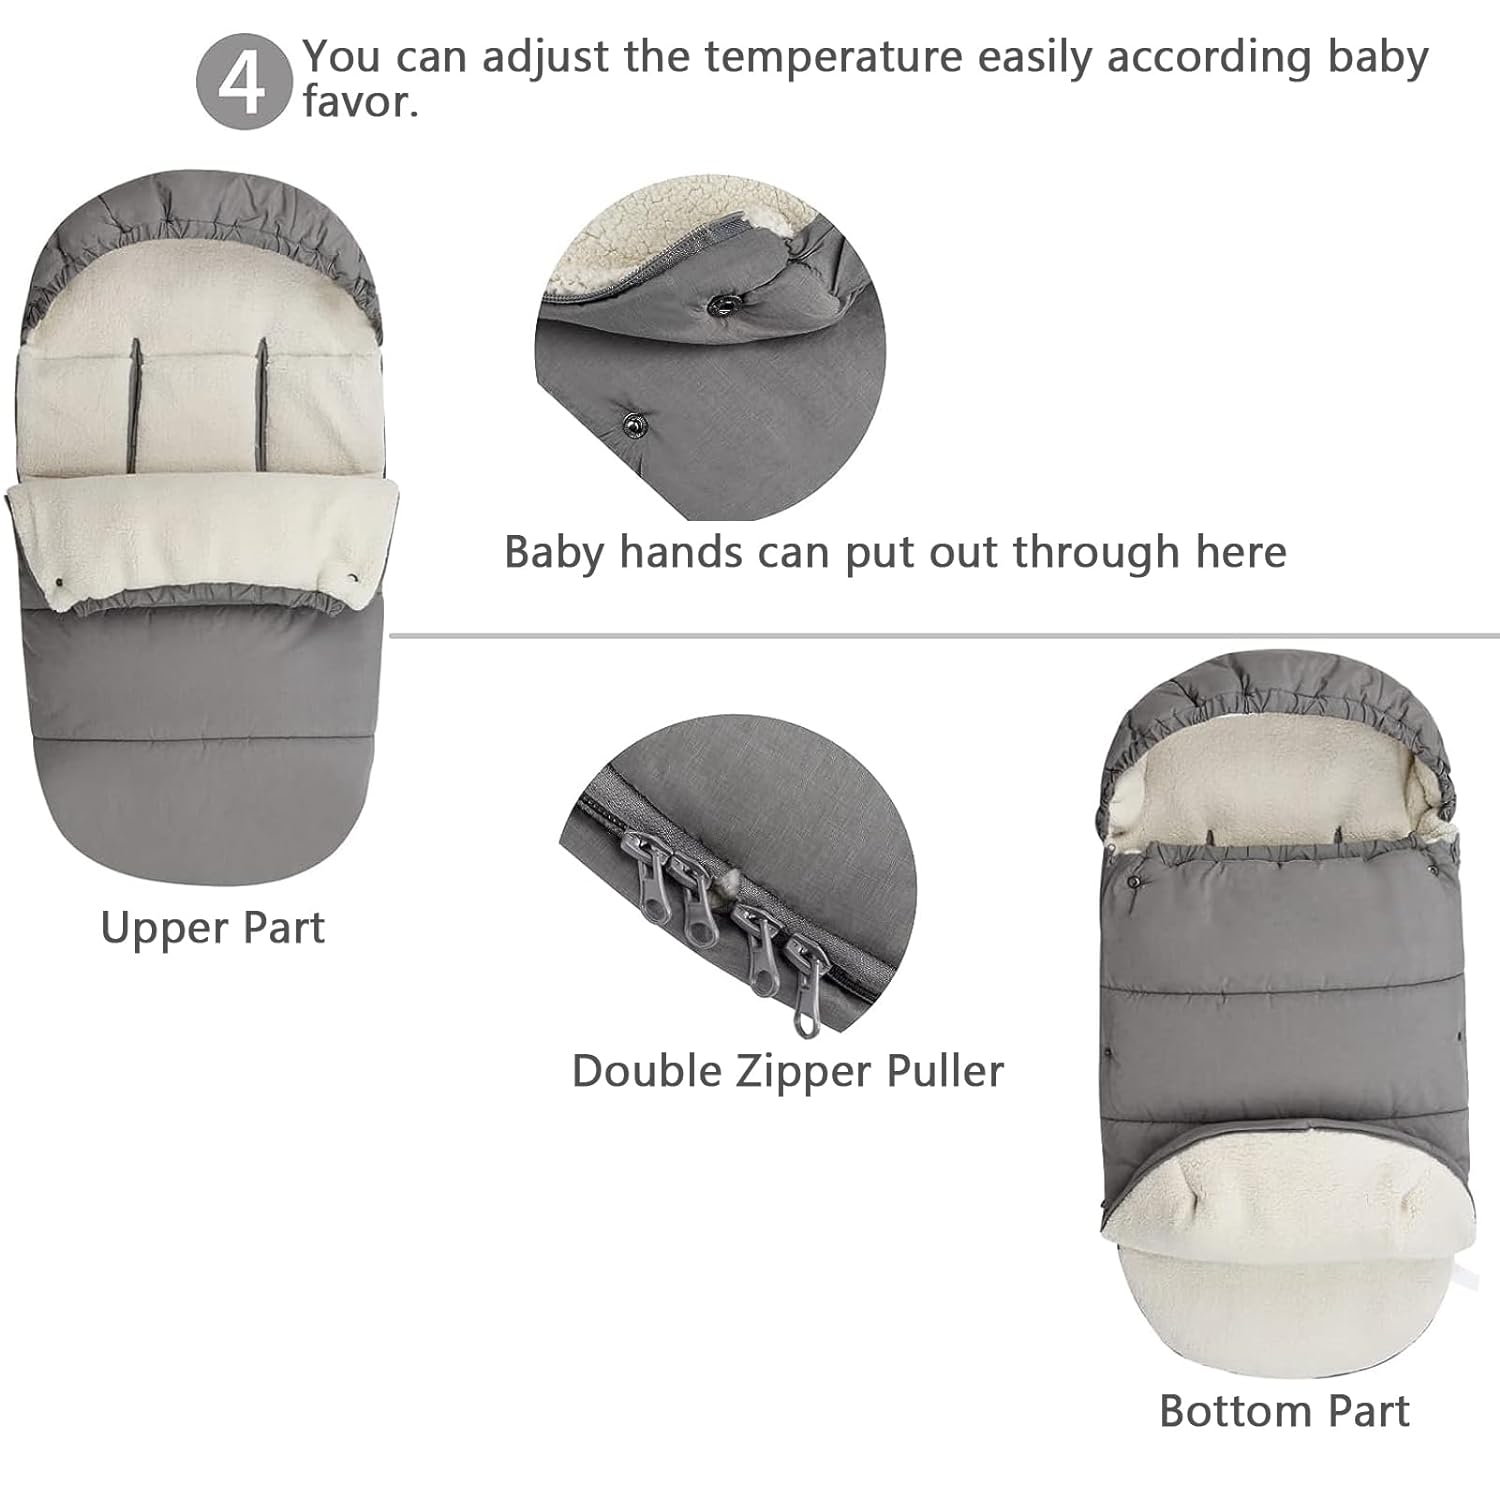 4
You can adjust the temperature easily according baby
favor.
Baby hands can put out through here
Upper Part
Double Zipper Puller
Bottom Part